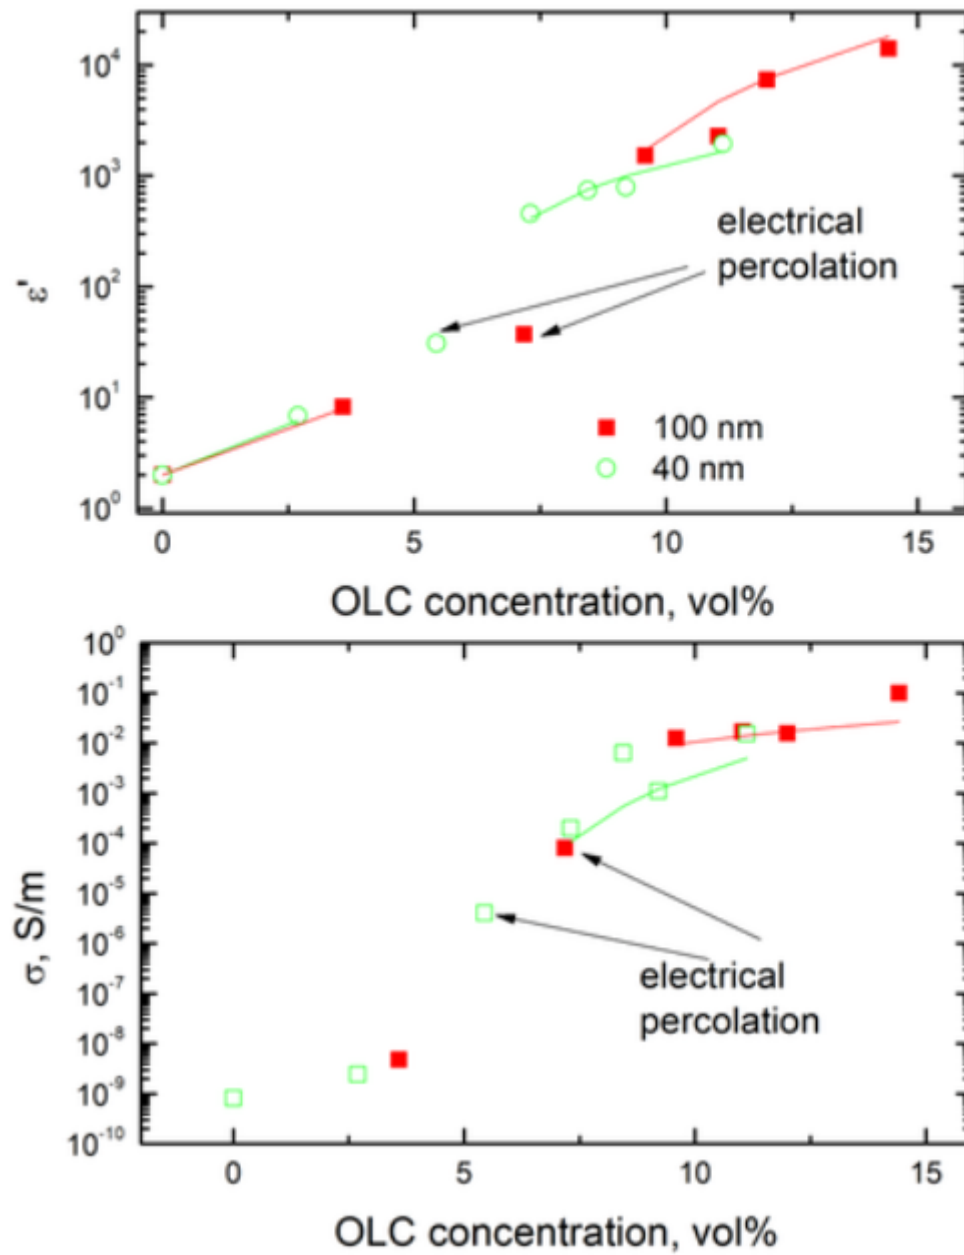 10⁴
10³
10²
10¹
10⁰
ε'
electrical
percolation
100 nm
40 nm
0 5 10 15
OLC concentration, vol%
10⁰
10⁻¹
10⁻²
10⁻³
10⁻⁴
10⁻⁵
10⁻⁶
10⁻⁷
10⁻⁸
10⁻⁹
10⁻¹⁰
σ, S/m
electrical
percolation
0 5 10 15
OLC concentration, vol%